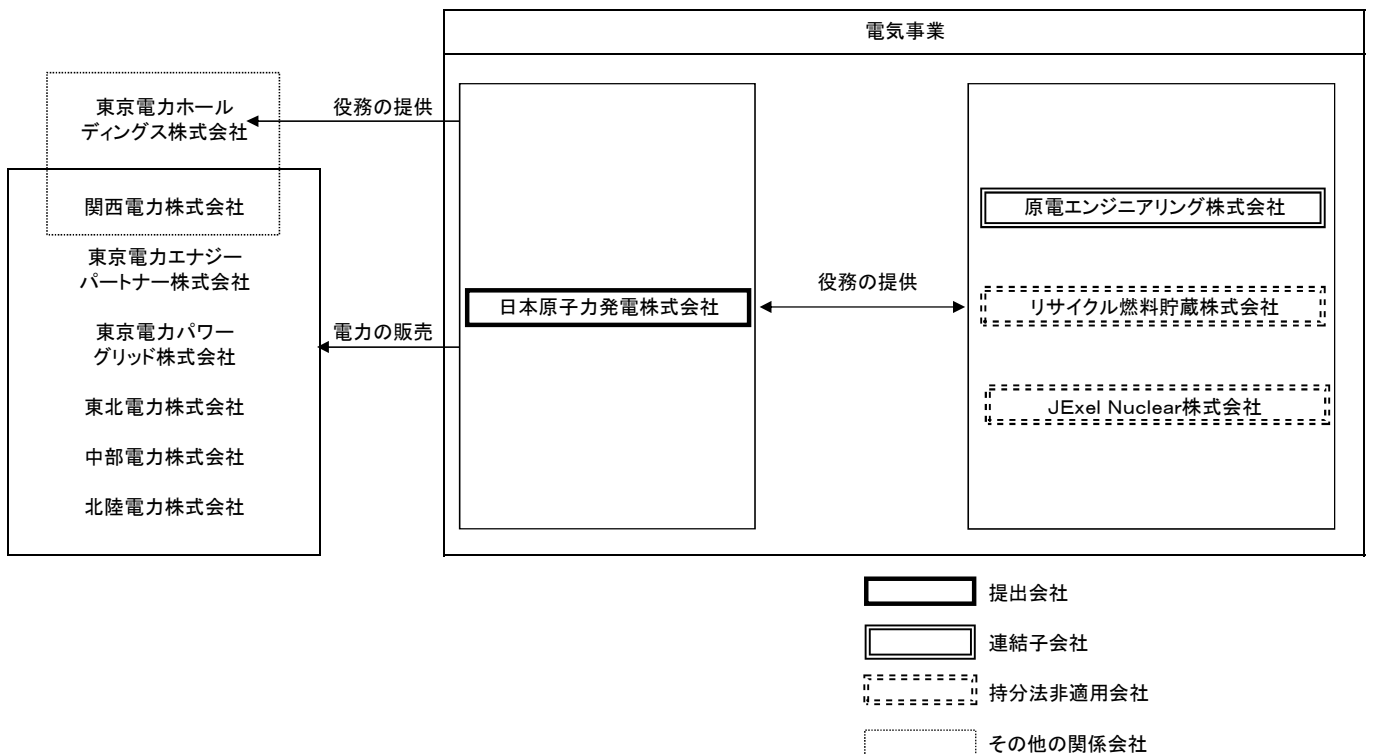 電気事業
東京電力ホール
ディングス株式会社
役務の提供
関西電力株式会社
東京電力エナジー
パートナー株式会社
東京電力パワー
グリッド株式会社
東北電力株式会社
中部電力株式会社
北陸電力株式会社
電力の販売
日本原子力発電株式会社
役務の提供
原電エンジニアリング株式会社
リサイクル燃料貯蔵株式会社
JExel Nuclear株式会社
提出会社
連結子会社
持分法非適用会社
その他の関係会社